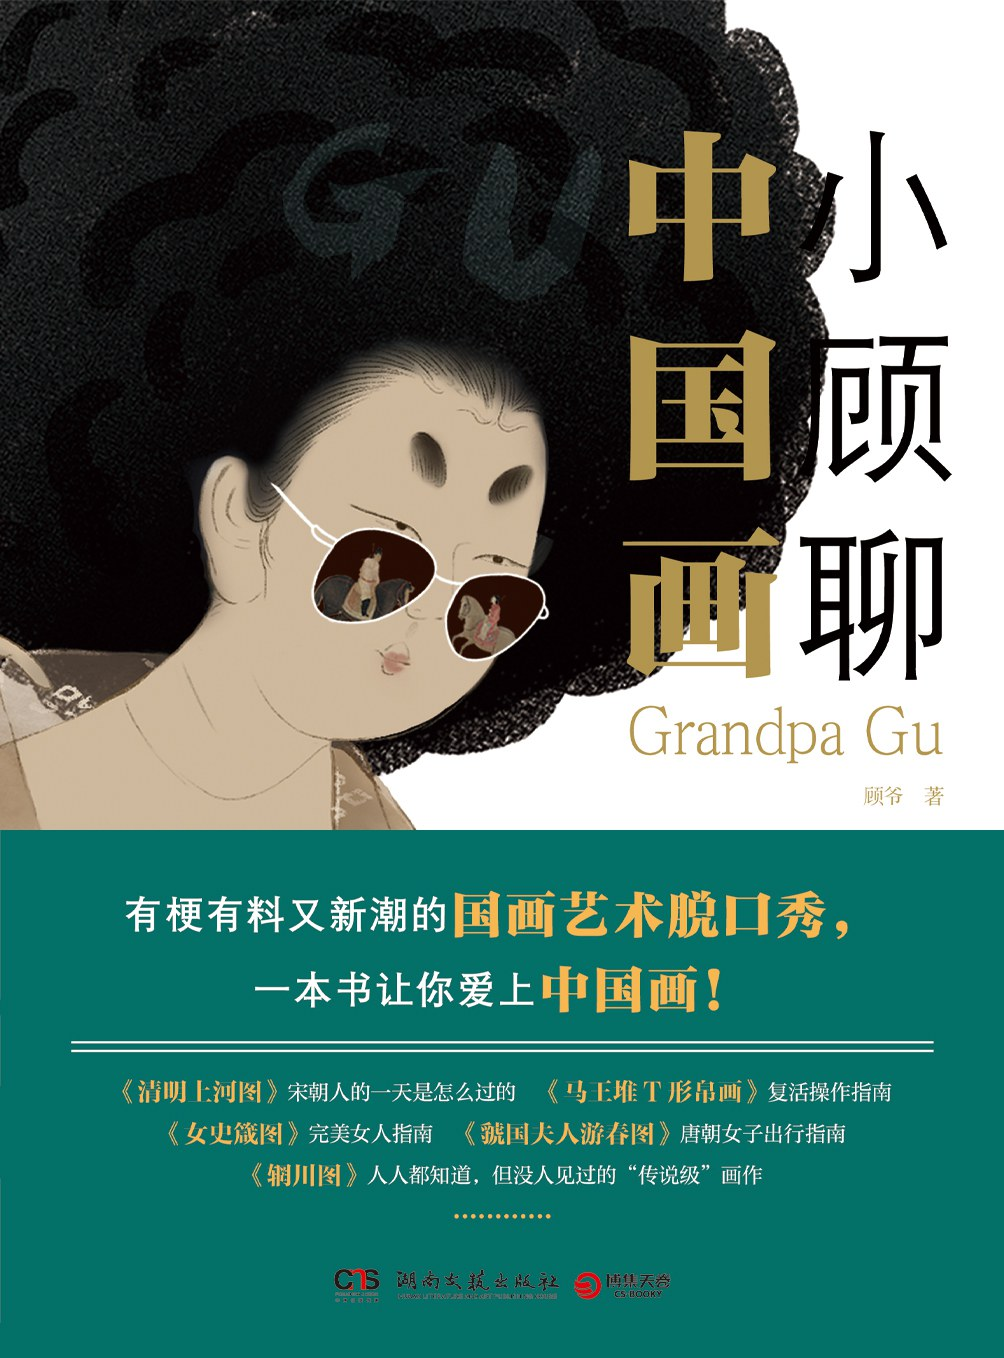 GU
小顾聊
中国画
Grandpa Gu
顾爷 著
有梗有料又新潮的国画艺术脱口秀，
一本书让你爱上中国画！
《清明上河图》宋朝人的一天是怎么过的 《马王堆T形帛画》复活操作指南
《女史箴图》完美女人指南 《虢国夫人游春图》唐朝女子出行指南
《辋川图》人人都知道，但没人见过的“传说级”画作
············
湖南文艺出版社
博集天卷
CS-BOOKY